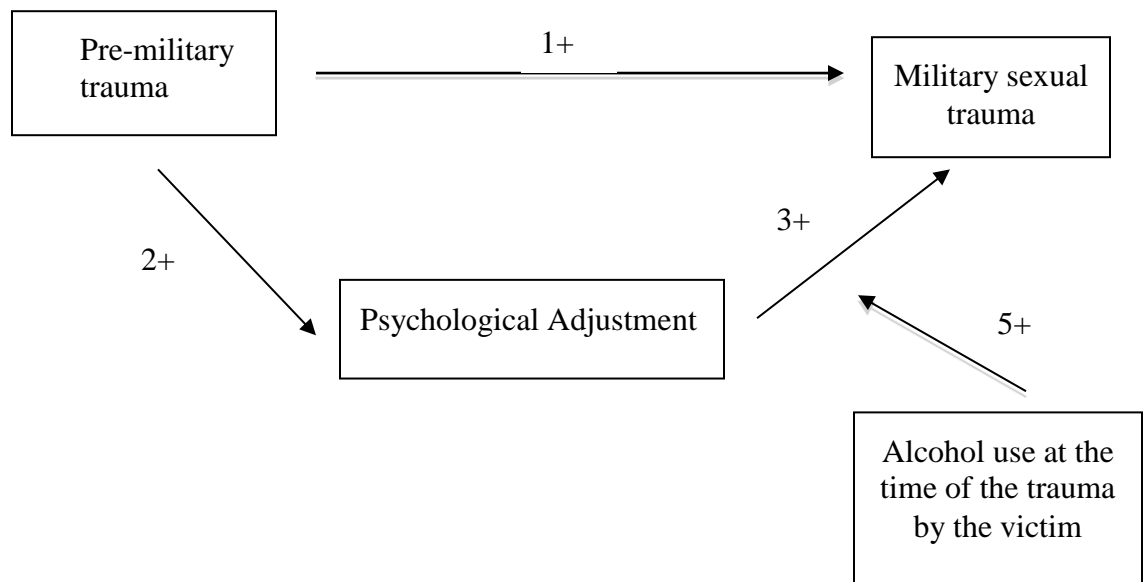 Pre-military
trauma
1+
Military sexual
trauma
2+
3+
Psychological Adjustment
5+
Alcohol use at the
time of the trauma
by the victim